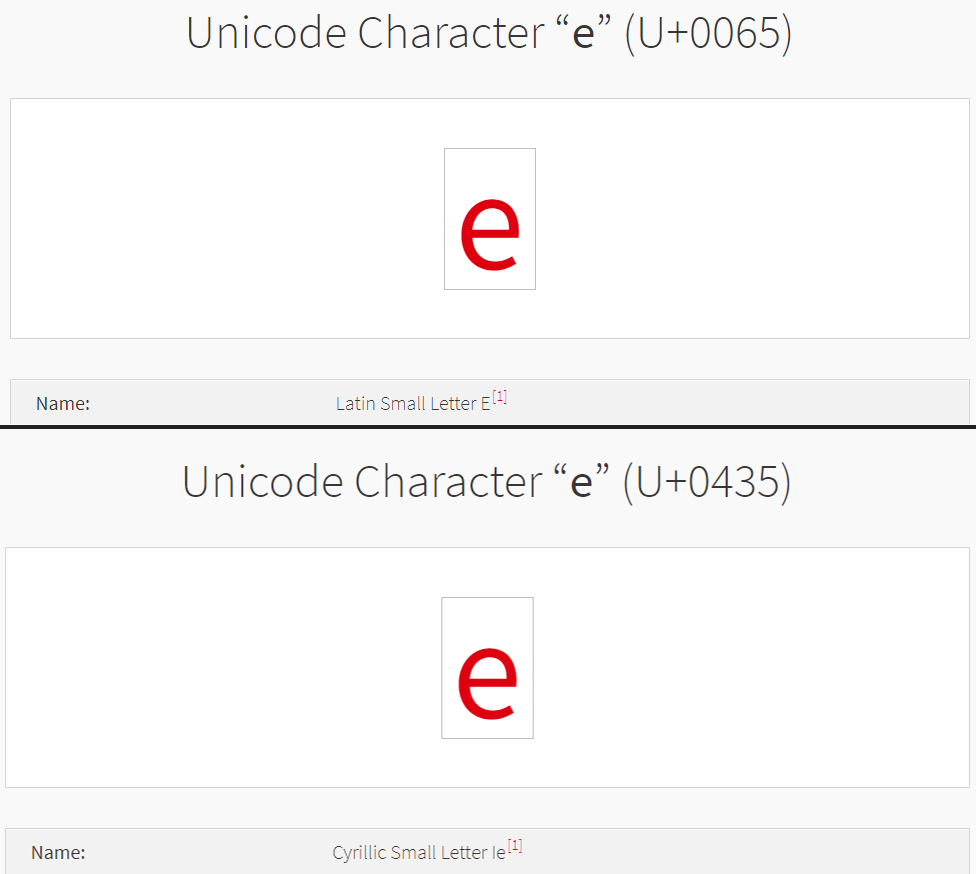 Unicode Character “e” (U+0065)
e
Name: Latin Small Letter E[1]
Unicode Character “е” (U+0435)
е
Name: Cyrillic Small Letter Ie[1]